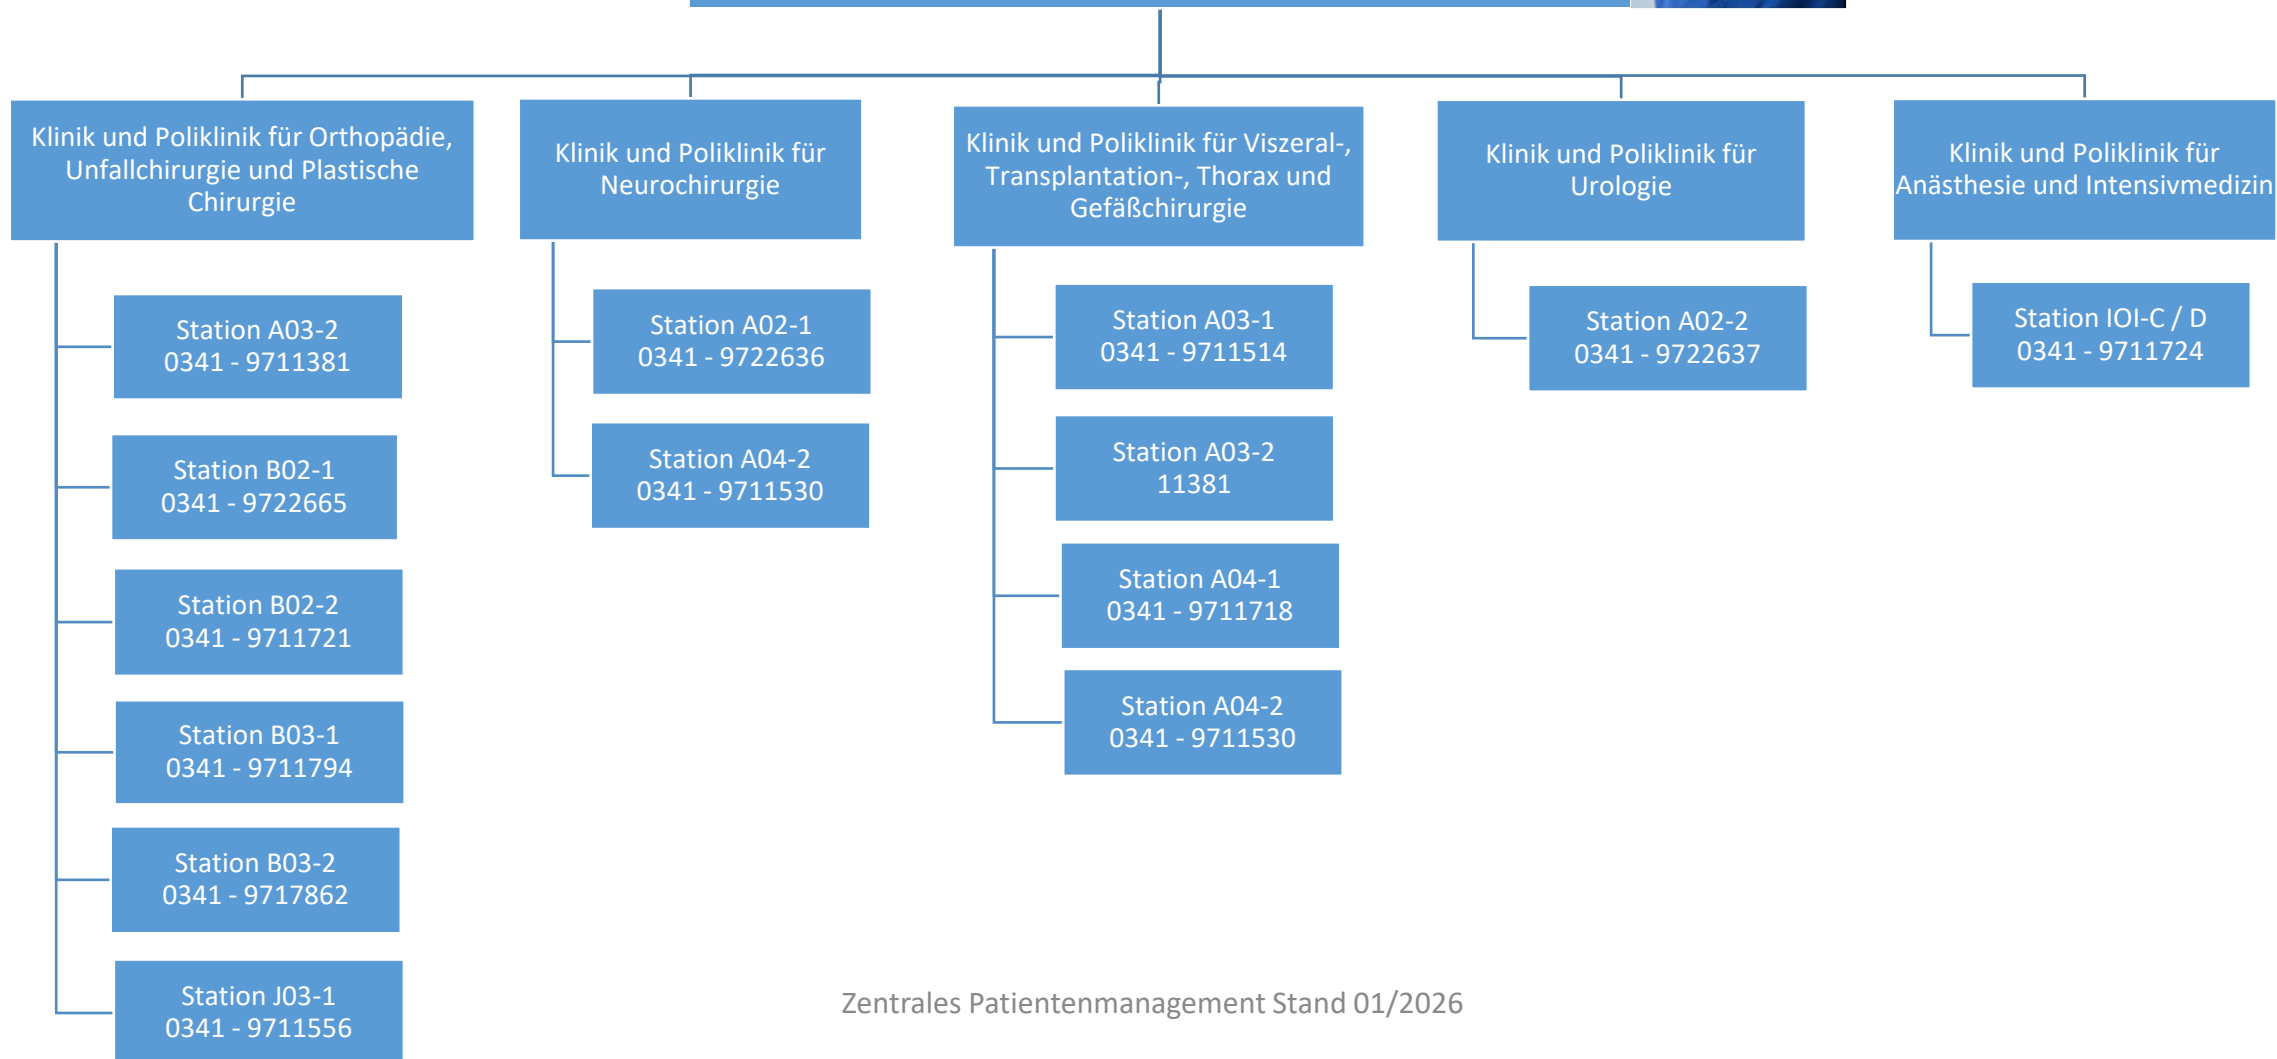 Klinik und Poliklinik für Orthopädie,
Unfallchirurgie und Plastische
Chirurgie
Station A03-2
0341 - 9711381
Station B02-1
0341 - 9722665
Station B02-2
0341 - 9711721
Station B03-1
0341 - 9711794
Station B03-2
0341 - 9717862
Station J03-1
0341 - 9711556
Klinik und Poliklinik für
Neurochirurgie
Station A02-1
0341 - 9722636
Station A04-2
0341 - 9711530
Klinik und Poliklinik für Viszeral-,
Transplantation-, Thorax und
Gefäßchirurgie
Station A03-1
0341 - 9711514
Station A03-2
11381
Station A04-1
0341 - 9711718
Station A04-2
0341 - 9711530
Klinik und Poliklinik für
Urologie
Station A02-2
0341 - 9722637
Klinik und Poliklinik für
Anästhesie und Intensivmedizin
Station IOI-C / D
0341 - 9711724
Zentrales Patientenmanagement Stand 01/2026